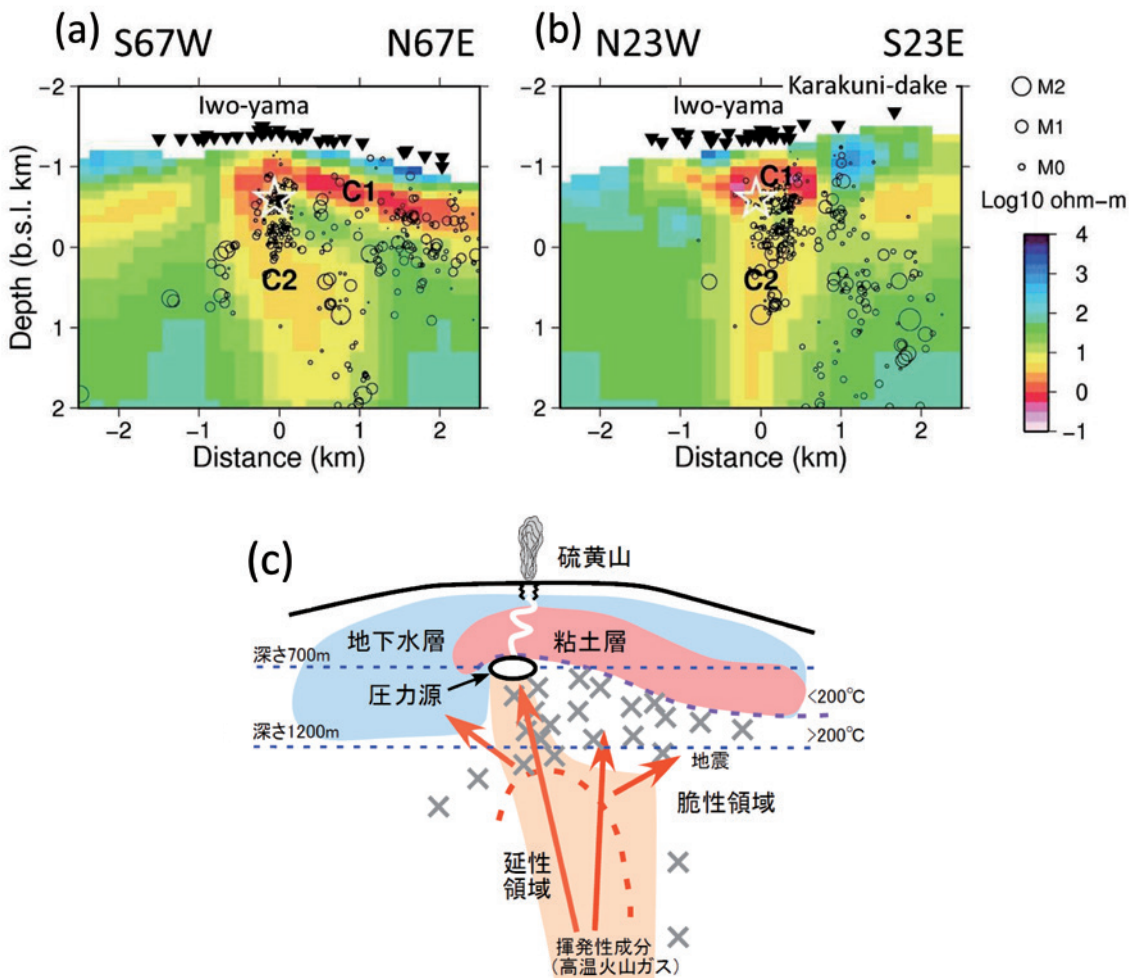 (a) S67W N67E
(b) N23W S23E
Iwo-yama
Iwo-yama
Karakuni-dake
M2
M1
M0
Log10 ohm-m
4
3
2
1
0
-1
Depth (b.s.l. km)
-2
-1
0
1
2
C1
C2
C1
C2
-2 -1 0 1 2
Distance (km)
-2 -1 0 1 2
Distance (km)
(c)
硫黄山
地下水層
粘土層
深さ700m
圧力源
<200℃
深さ1200m
>200℃
地震
脆性領域
延性
領域
揮発性成分
(高温火山ガス)